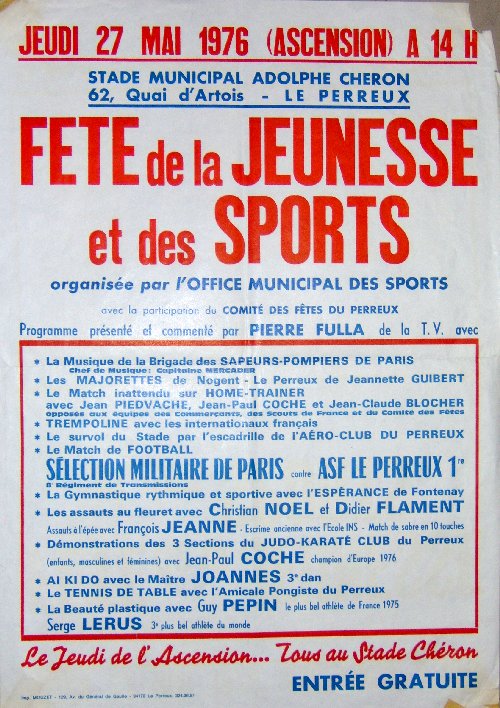 JEUDI 27 MAI 1976 (ASCENSION) A 14 H
STADE MUNICIPAL ADOLPHE CHERON
62, Quai d'Artois - LE PERREUX
FETE de la JEUNESSE
et des SPORTS
organisée par l'OFFICE MUNICIPAL DES SPORTS
avec la participation du COMITÉ DES FÊTES DU PERREUX
Programme présenté et commenté par PIERRE FULLA de la T.V. avec
* La Musique de la Brigade des SAPEURS-POMPIERS DE PARIS
Chef de Musique : Capitaine MERCADER
* Les MAJORETTES de Nogent - Le Perreux de Jeannette GUIBERT
* Le Match inattendu sur HOME-TRAINER
avec Jean PIEDVACHE, Jean-Paul COCHE et Jean-Claude BLOCHER
opposés aux équipes des Commerçants, des Scouts de France et du Comité des Fêtes
* TREMPOLINE avec les internationaux français
* Le survol du Stade par l'escadrille de l'AÉRO-CLUB DU PERREUX
* Le Match de FOOTBALL
SÉLECTION MILITAIRE DE PARIS contre ASF LE PERREUX 1re
8e Régiment de Transmissions
* La Gymnastique rythmique et sportive avec l'ESPÉRANCE de Fontenay
* Les assauts au fleuret avec Christian NOEL et Didier FLAMENT
Assauts à l'épée avec François JEANNE - Escrime ancienne avec l'Ecole INS - Match de sabre en 10 touches
* Démonstrations des 3 Sections du JUDO-KARATÉ CLUB du Perreux
(enfants, masculines et féminines) avec Jean-Paul COCHE champion d'Europe 1976
* AI KI DO avec le Maître JOANNES 3e dan
* Le TENNIS DE TABLE avec l'Amicale Pongiste du Perreux
* La Beauté plastique avec Guy PEPIN le plus bel athlète de France 1975
Serge LERUS 3e plus bel athlète du monde
Le Jeudi de l'Ascension... Tous au Stade Chéron
ENTRÉE GRATUITE
Av. du Général de Gaulle - 94170 Le Perreux